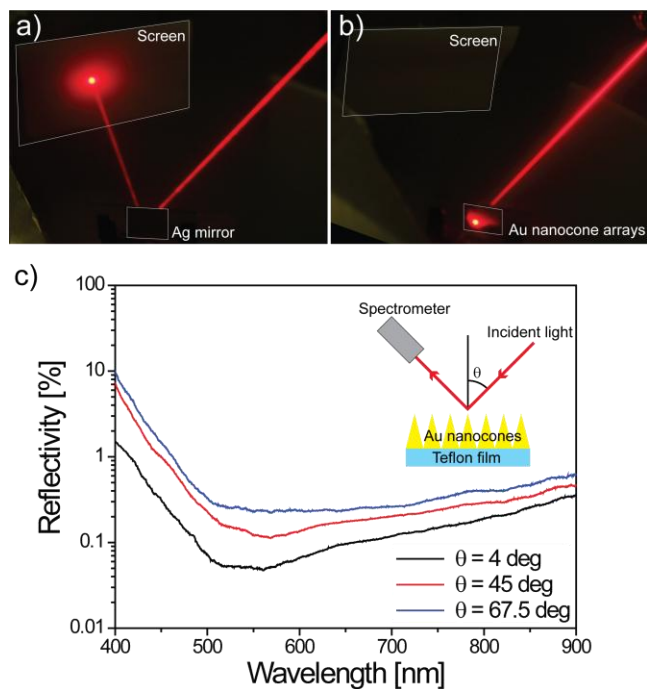 a)
Screen
Ag mirror
b)
Screen
Au nanocone arrays
c)
Reflectivity [%]
100
10
1
0.1
0.01
Spectrometer
Incident light
θ
Au nanocones
Teflon film
θ = 4 deg
θ = 45 deg
θ = 67.5 deg
400 500 600 700 800 900
Wavelength [nm]